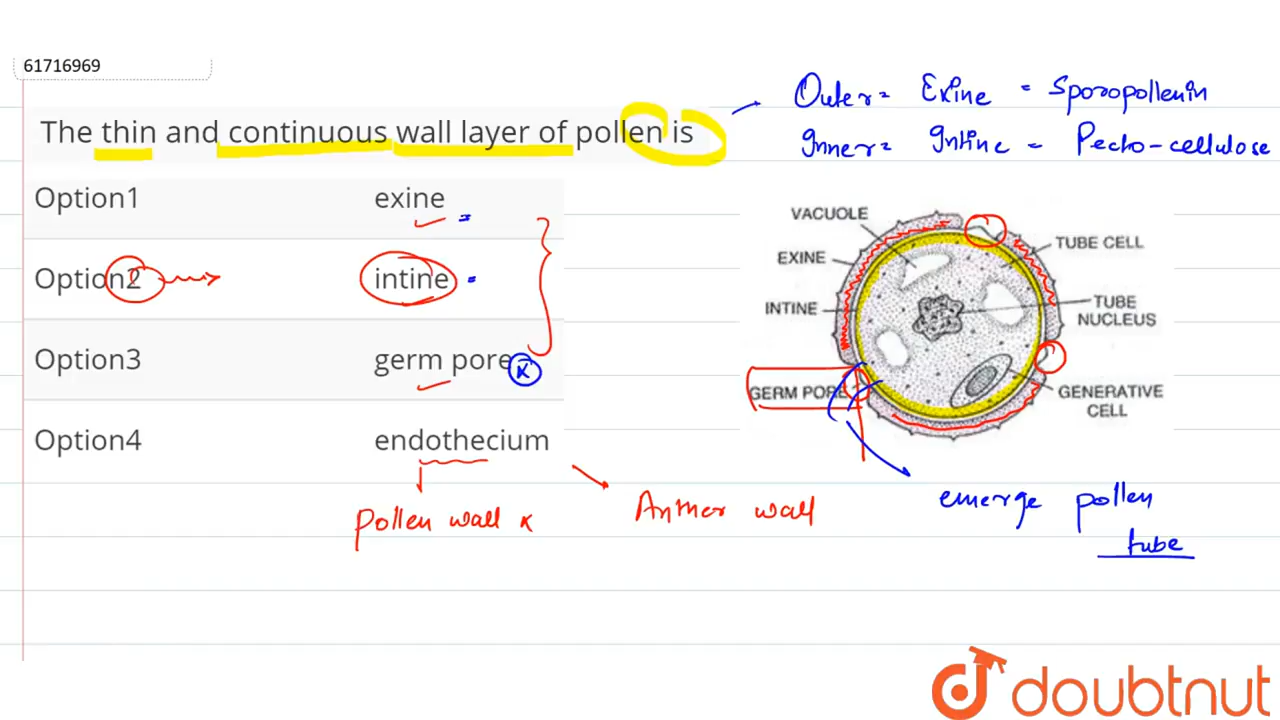 61716969
The thin and continuous wall layer of pollen is
Option1 exine
Option2 intine
Option3 germ pore
Option4 endothecium
Pollen wall x
Anther wall
Outer = Exine = Sporopollenin
Inner = Intine = Pecto-cellulose
VACUOLE
EXINE
INTINE
GERM PORE
TUBE CELL
TUBE
NUCLEUS
GENERATIVE
CELL
emerge pollen
tube
doubtnut